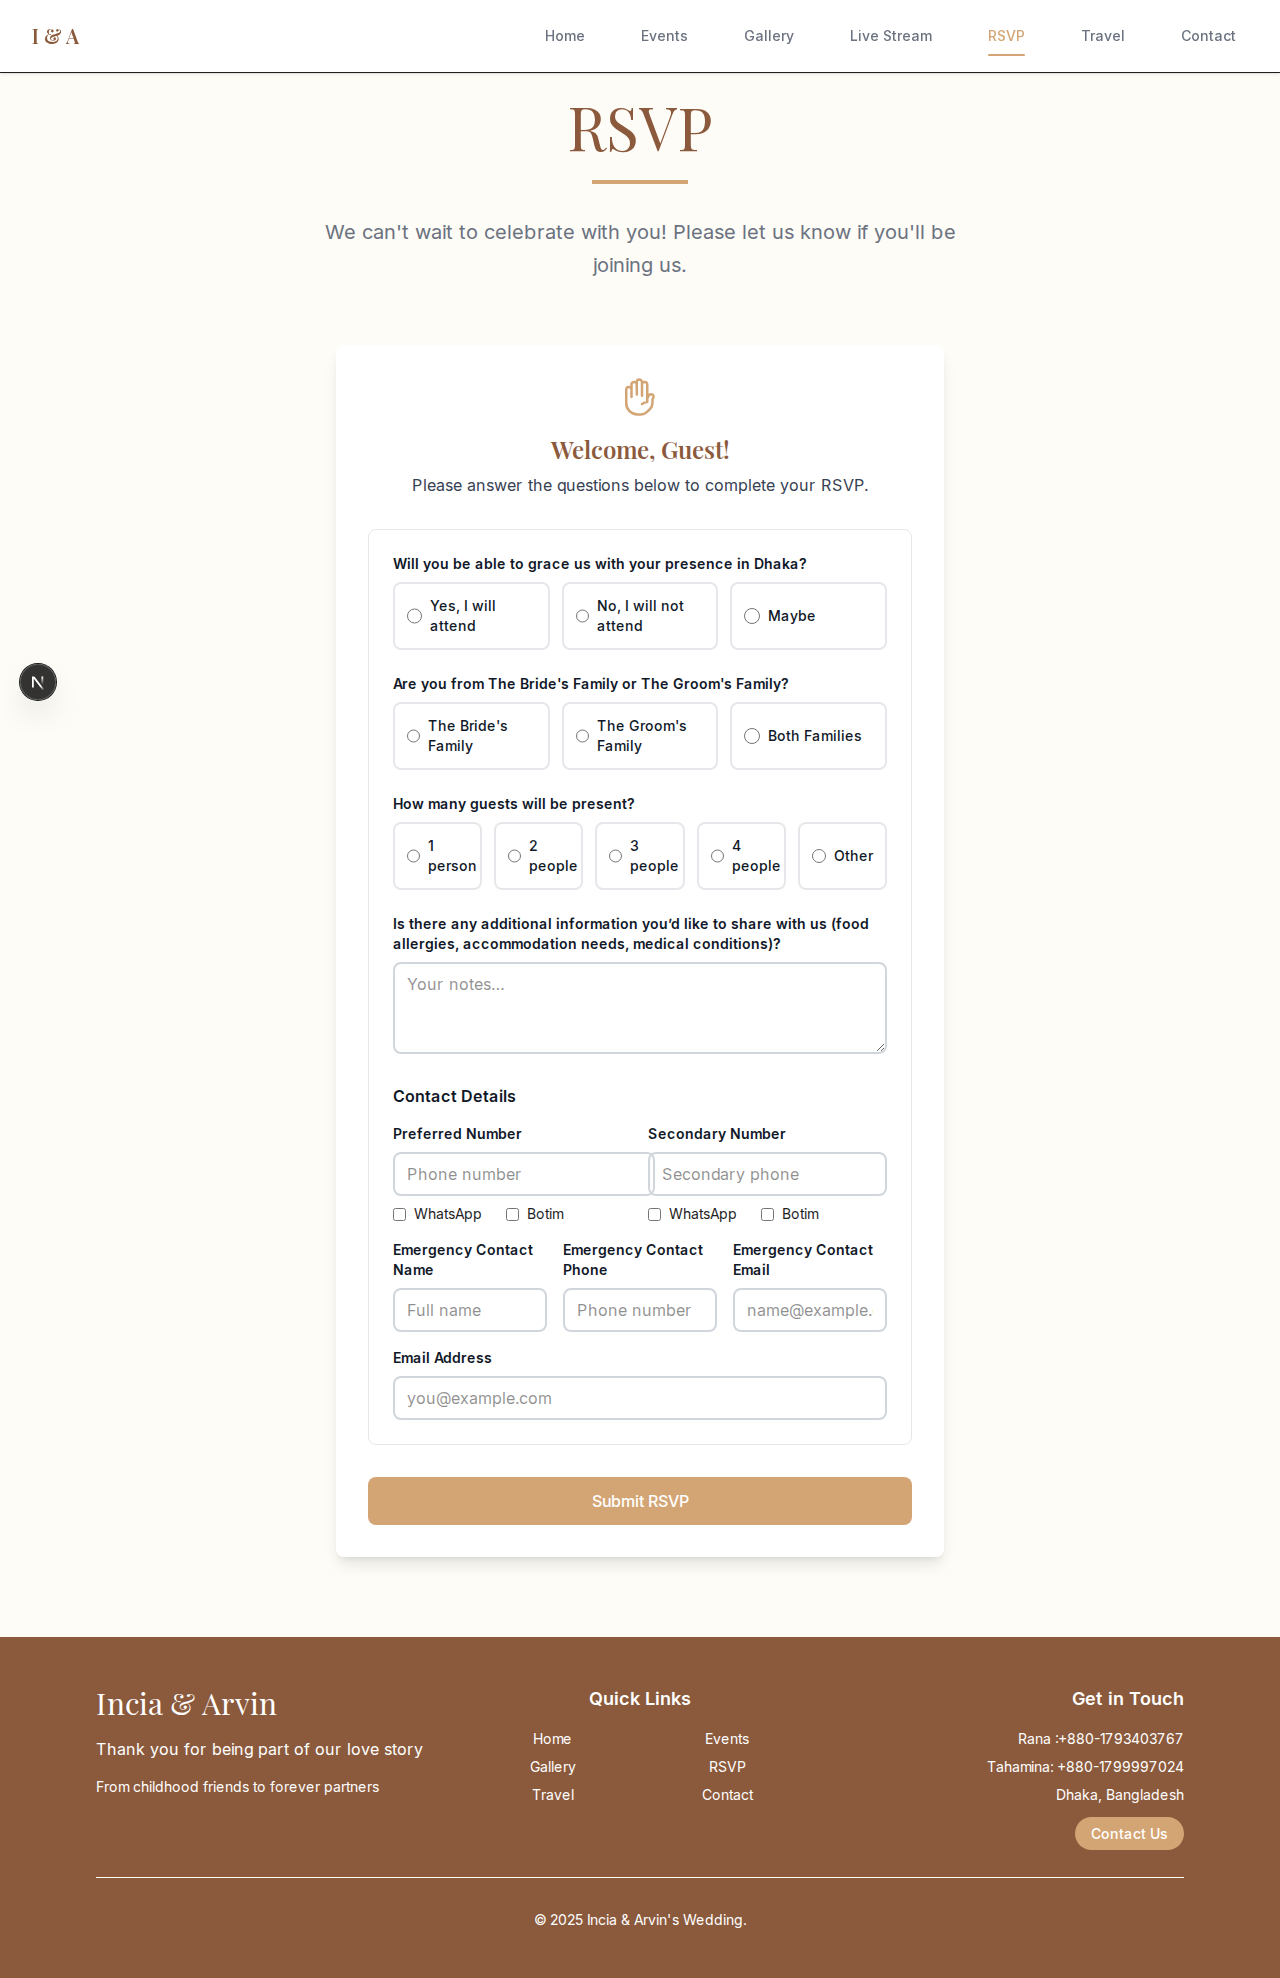 I & A
Home
Events
Gallery
Live Stream
RSVP
Travel
Contact
RSVP
We can't wait to celebrate with you! Please let us know if you'll be
joining us.
Welcome, Guest!
Please answer the questions below to complete your RSVP.
Will you be able to grace us with your presence in Dhaka?
Yes, I will
attend
No, I will not
attend
Maybe
Are you from The Bride's Family or The Groom's Family?
The Bride's
Family
The Groom's
Family
Both Families
How many guests will be present?
1
person
2
people
3
people
4
people
Other
Is there any additional information you’d like to share with us (food
allergies, accommodation needs, medical conditions)?
Your notes...
Contact Details
Preferred Number
Secondary Number
Phone number
Secondary phone
WhatsApp
Botim
WhatsApp
Botim
Emergency Contact
Name
Emergency Contact
Phone
Emergency Contact
Email
Full name
Phone number
name@example.
Email Address
you@example.com
Submit RSVP
N
Incia & Arvin
Thank you for being part of our love story
From childhood friends to forever partners
Quick Links
Home
Events
Gallery
RSVP
Travel
Contact
Get in Touch
Rana :+880-1793403767
Tahamina: +880-1799997024
Dhaka, Bangladesh
Contact Us
© 2025 Incia & Arvin's Wedding.